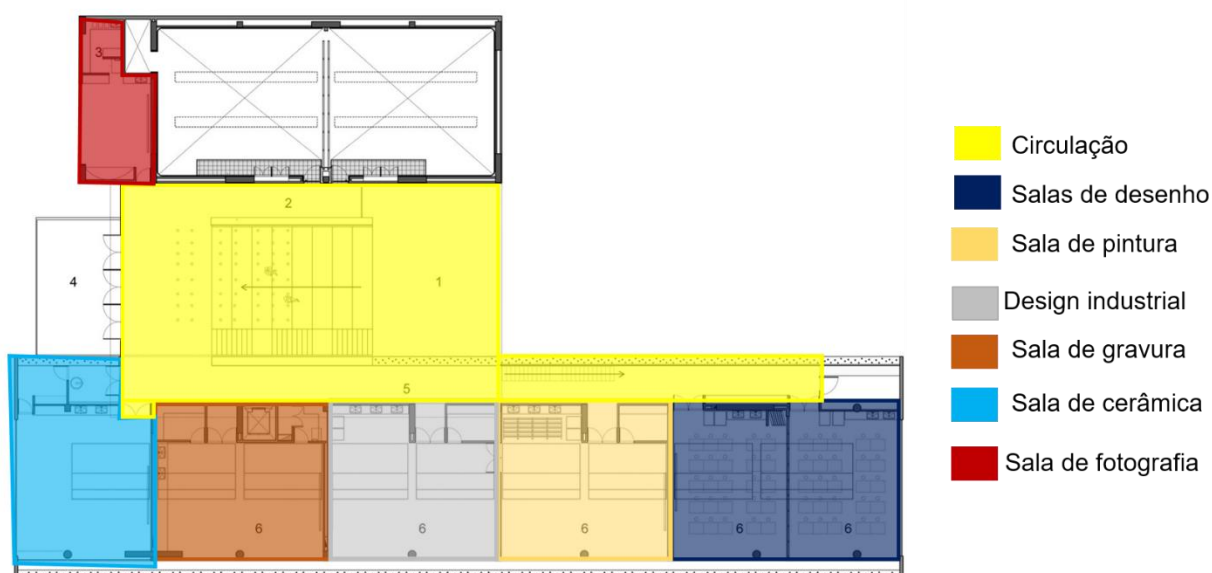 3
2
4
1
5
6
6
6
6
6
Circulação
Salas de desenho
Sala de pintura
Design industrial
Sala de gravura
Sala de cerâmica
Sala de fotografia